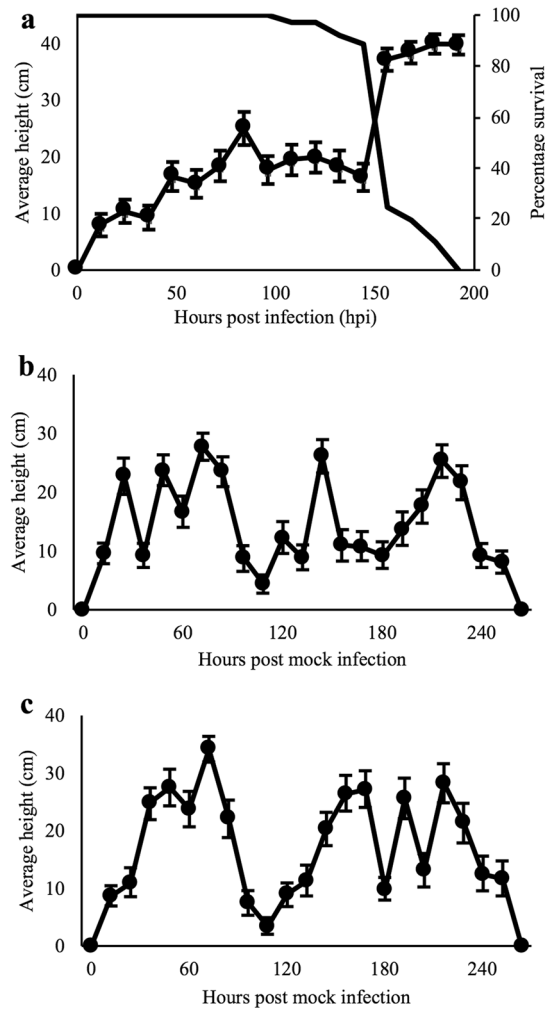 a
Average height (cm)
40
30
20
10
0
100
80
60
40
20
0
Percentage survival
0 50 100 150 200
Hours post infection (hpi)
b
Average height (cm)
40
30
20
10
0
0 60 120 180 240
Hours post mock infection
c
Average height (cm)
40
30
20
10
0
0 60 120 180 240
Hours post mock infection